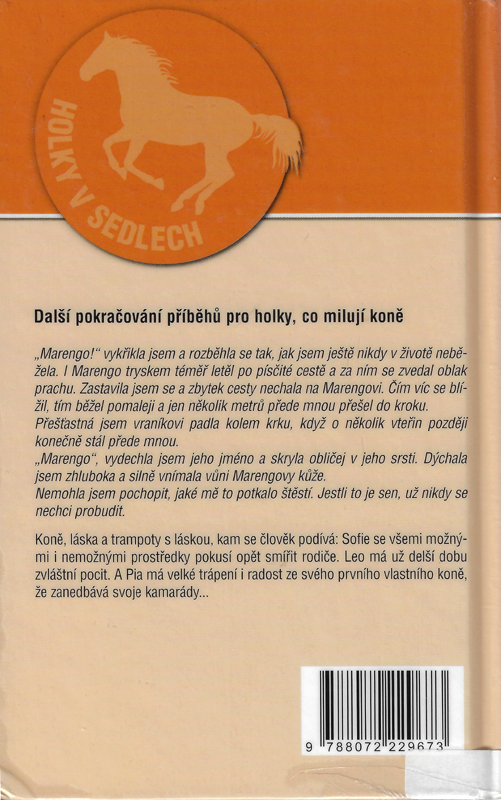 HOLKY V SEDLECH
Další pokračování příběhů pro holky, co milují koně
„Marengo!" vykřikla jsem a rozběhla se tak, jak jsem ještě nikdy v životě nebě-
žela. I Marengo tryskem téměř letěl po písčité cestě a za ním se zvedal oblak
prachu. Zastavila jsem se a zbytek cesty nechala na Marengovi. Čím víc se blí-
žil, tím běžel pomaleji a jen několik metrů přede mnou přešel do kroku.
Přešťastná jsem vraníkovi padla kolem krku, když o několik vteřin později
konečně stál přede mnou.
„Marengo", vydechla jsem jeho jméno a skryla obličej v jeho srsti. Dýchala
jsem zhluboka a silně vnímala vůni Marengovy kůže.
Nemohla jsem pochopit, jaké mě to potkalo štěstí. Jestli to je sen, už nikdy se
nechci probudit.
Koně, láska a trampoty s láskou, kam se člověk podívá: Sofie se všemi možný-
mi i nemožnými prostředky pokusí opět smířit rodiče. Leo má už delší dobu
zvláštní pocit. A Pia má velké trápení i radost ze svého prvního vlastního koně,
že zanedbává svoje kamarády...
9 788072 229673